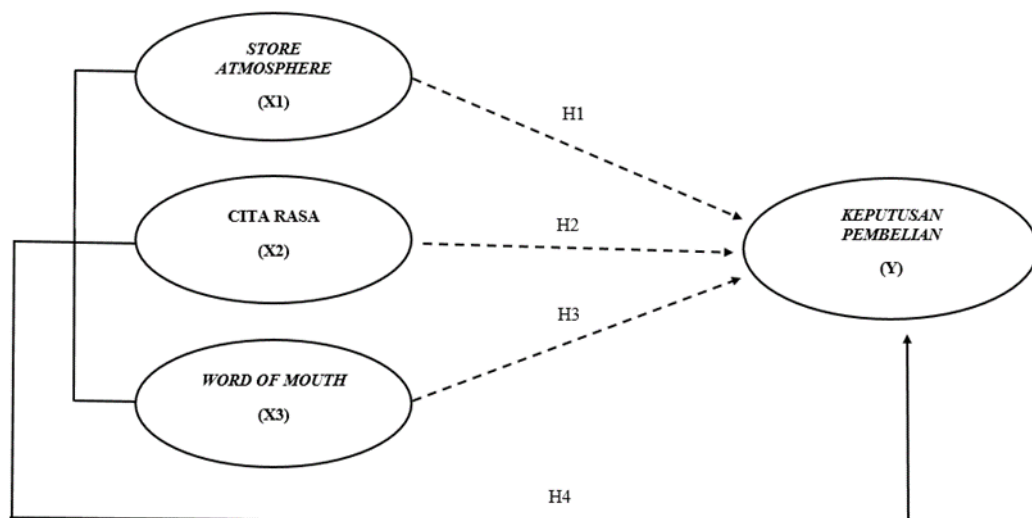 STORE
ATMOSPHERE
(X1)
H1
CITA RASA
(X2)
H2
KEPUTUSAN
PEMBELIAN
(Y)
H3
WORD OF MOUTH
(X3)
H4